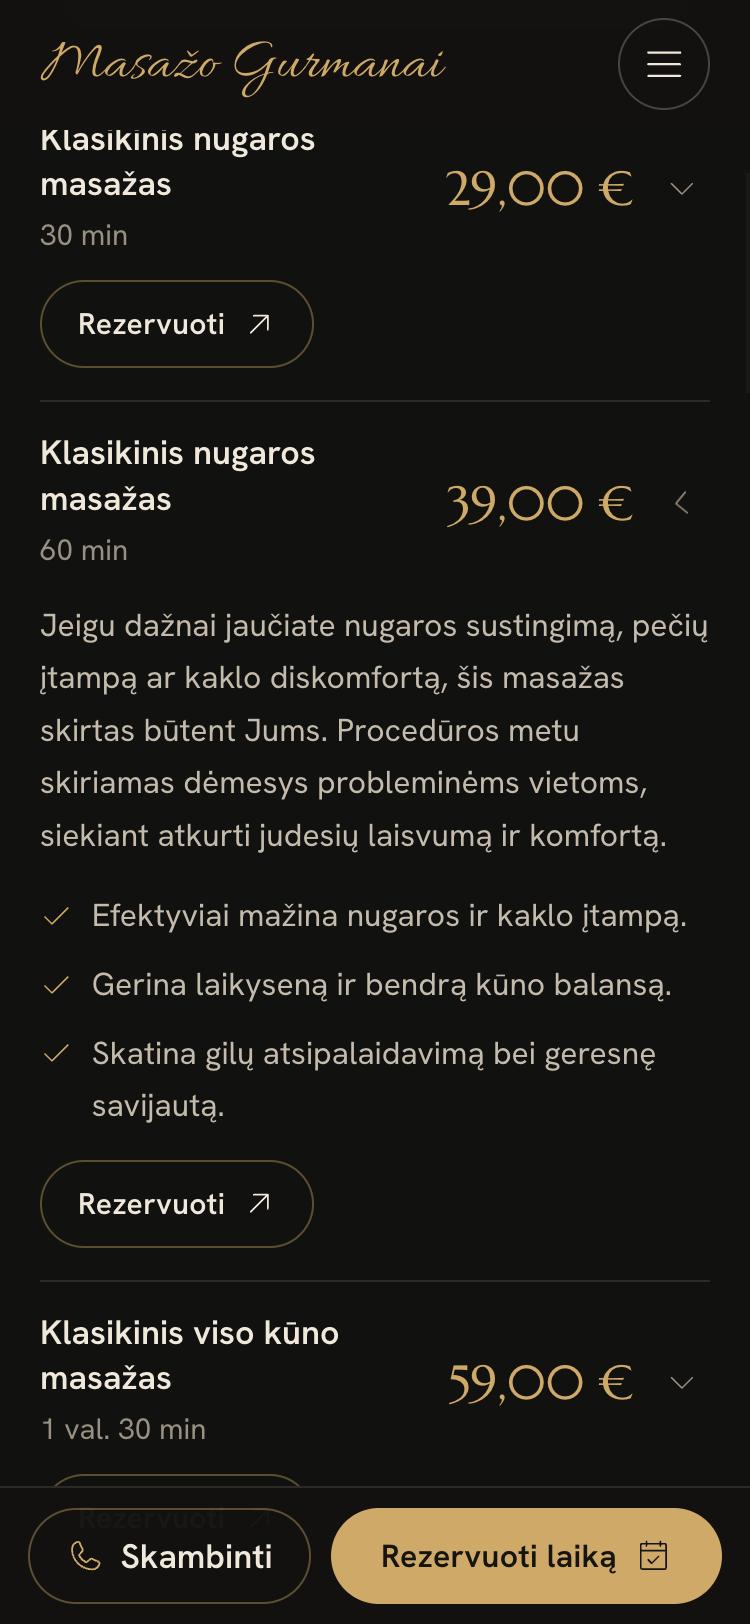 Masažo Gurmanai
Klasikinis nugaros
masažas
29,00 €
30 min
Rezervuoti
Klasikinis nugaros
masažas
39,00 €
60 min
Jeigu dažnai jaučiate nugaros sustingimą, pečių
įtampą ar kaklo diskomfortą, šis masažas
skirtas būtent Jums. Procedūros metu
skiriamas dėmesys probleminėms vietoms,
siekiant atkurti judesių laisvumą ir komfortą.
Efektyviai mažina nugaros ir kaklo įtampą.
Gerina laikyseną ir bendrą kūno balansą.
Skatina gilų atsipalaidavimą bei geresnę
savijautą.
Rezervuoti
Klasikinis viso kūno
masažas
59,00 €
1 val. 30 min
Rezervuoti
Skambinti
Rezervuoti laiką